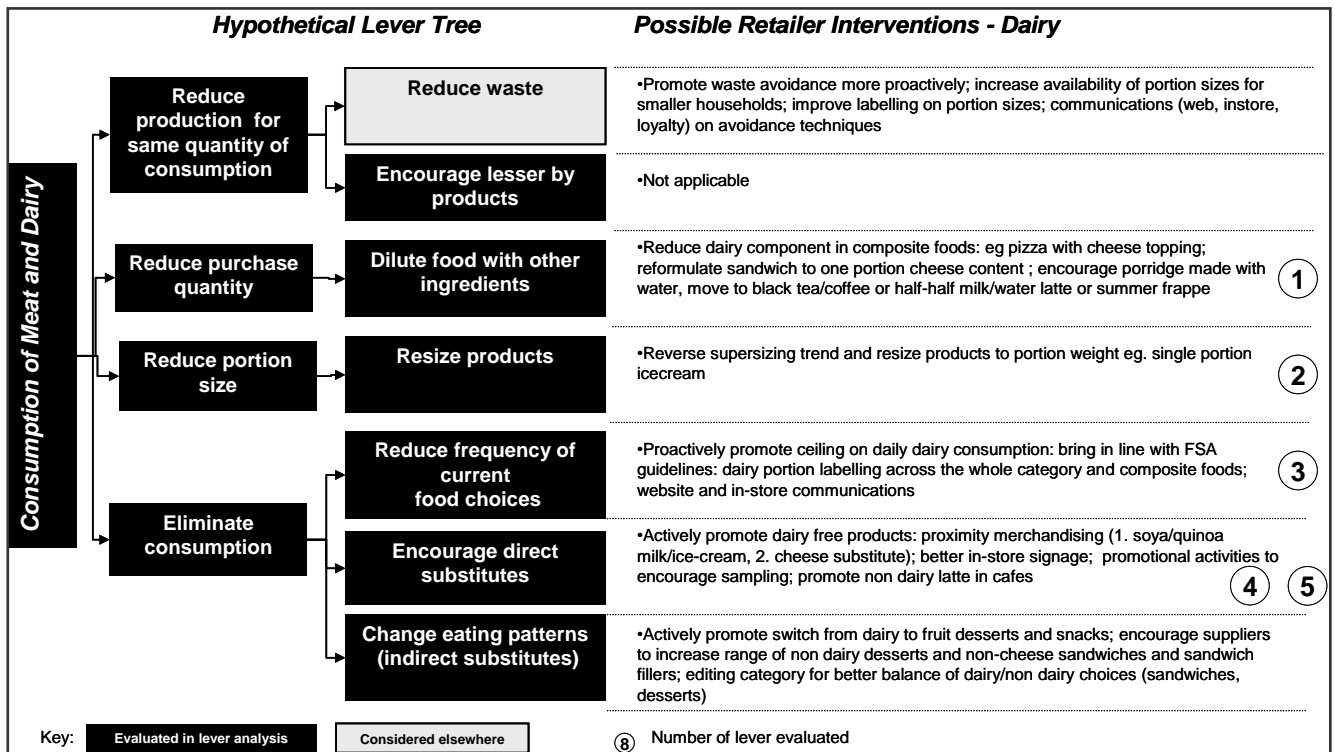 Hypothetical Lever Tree
Possible Retailer Interventions - Dairy
Consumption of Meat and Dairy
Reduce
production for
same quantity of
consumption
Reduce waste
•Promote waste avoidance more proactively; increase availability of portion sizes for
smaller households; improve labelling on portion sizes; communications (web, instore,
loyalty) on avoidance techniques
Encourage lesser by
products
•Not applicable
Reduce purchase
quantity
Dilute food with other
ingredients
•Reduce dairy component in composite foods: eg pizza with cheese topping;
reformulate sandwich to one portion cheese content ; encourage porridge made with
water, move to black tea/coffee or half-half milk/water latte or summer frappe
1
Reduce portion
size
Resize products
•Reverse supersizing trend and resize products to portion weight eg. single portion
icecream
2
Eliminate
consumption
Reduce frequency of
current
food choices
•Proactively promote ceiling on daily dairy consumption: bring in line with FSA
guidelines: dairy portion labelling across the whole category and composite foods;
website and in-store communications
3
Encourage direct
substitutes
•Actively promote dairy free products: proximity merchandising (1. soya/quinoa
milk/ice-cream, 2. cheese substitute); better in-store signage; promotional activities to
encourage sampling; promote non dairy latte in cafes
4 5
Change eating patterns
(indirect substitutes)
•Actively promote switch from dairy to fruit desserts and snacks; encourage suppliers
to increase range of non dairy desserts and non-cheese sandwiches and sandwich
fillers; editing category for better balance of dairy/non dairy choices (sandwiches,
desserts)
Key: Evaluated in lever analysis Considered elsewhere 8 Number of lever evaluated